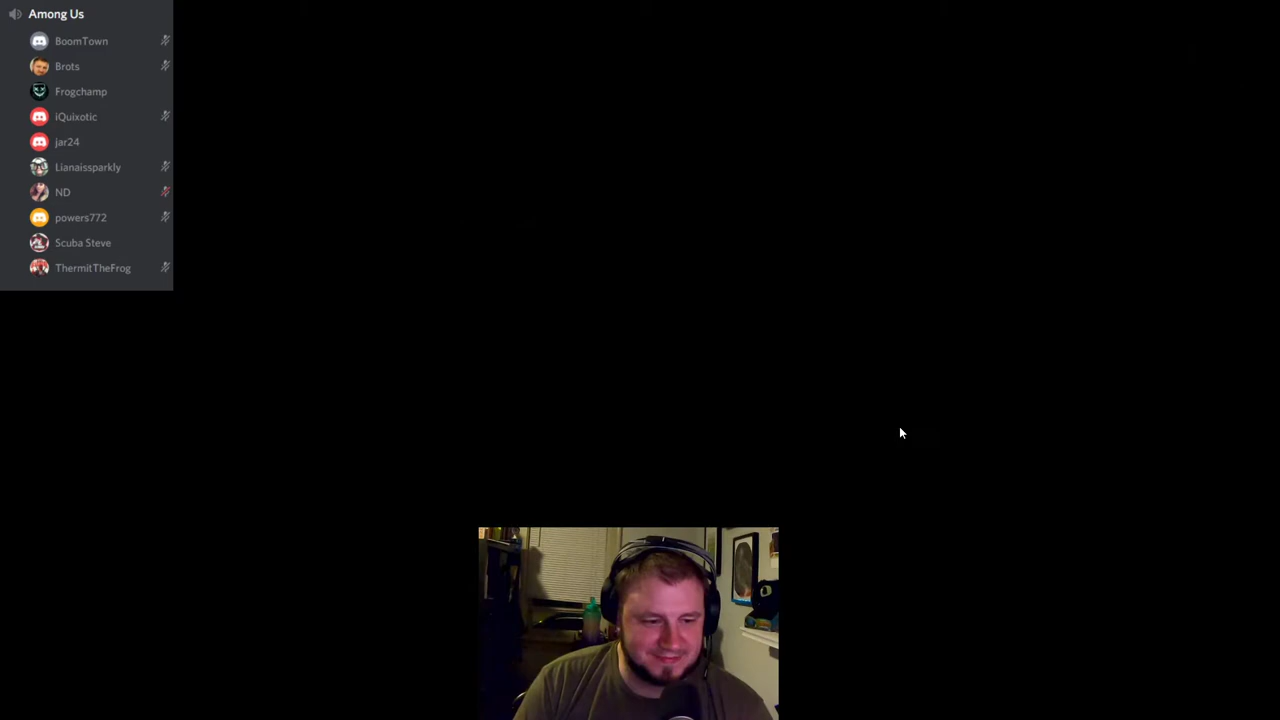 Among Us
BoomTown
Brots
Frogchamp
iQuixotic
jar24
Lianaissparkly
ND
powers772
Scuba Steve
ThermitTheFrog